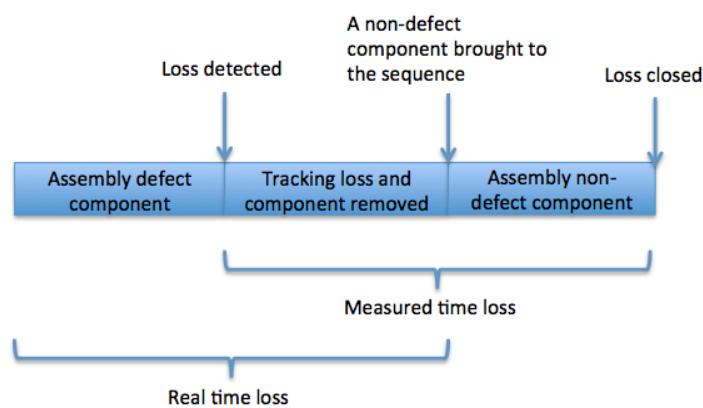 A non-defect
component brought to
the sequence
Loss detected
Loss closed
Assembly defect
component
Tracking loss and
component removed
Assembly non-
defect component
Measured time loss
Real time loss